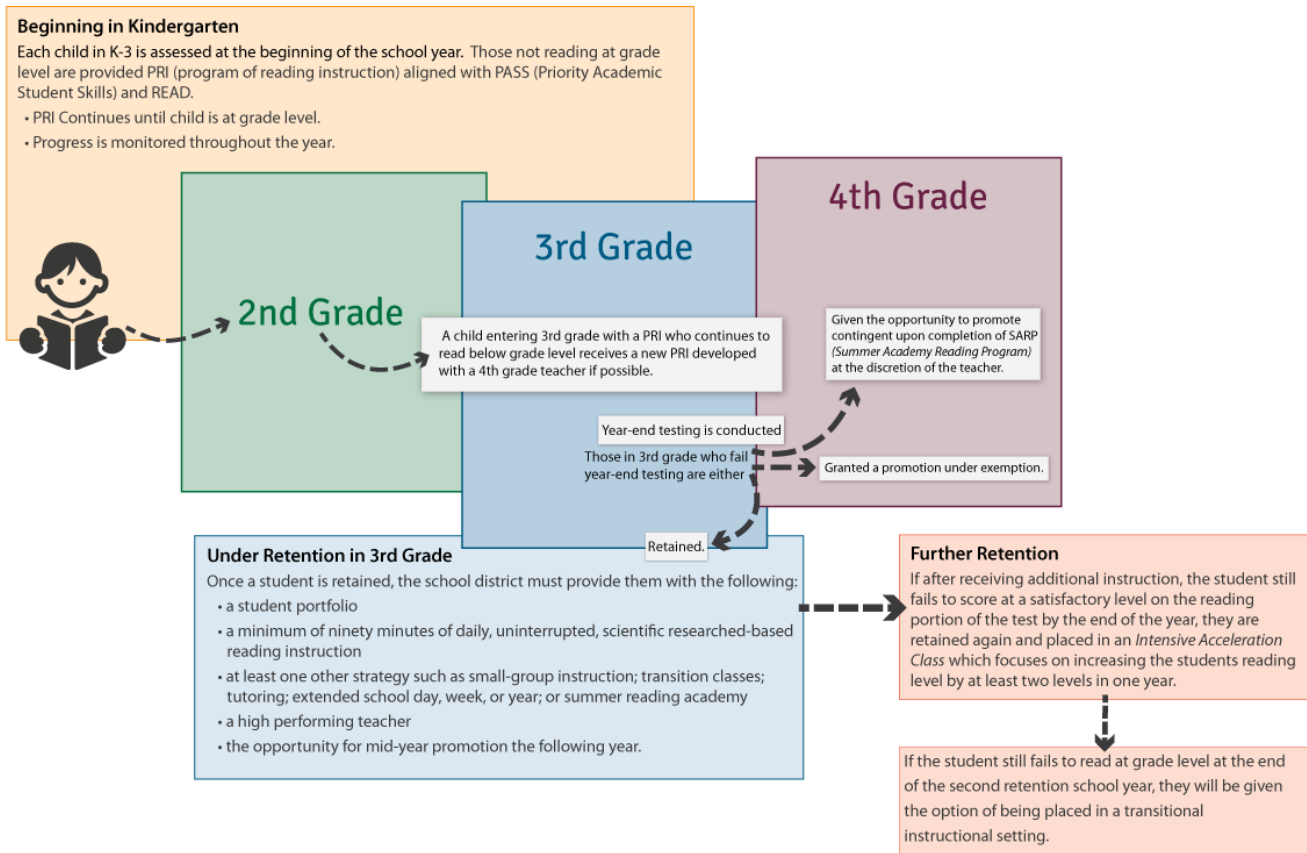 Beginning in Kindergarten
Each child in K-3 is assessed at the beginning of the school year. Those not reading at grade
level are provided PRI (program of reading instruction) aligned with PASS (Priority Academic
Student Skills) and READ.
• PRI Continues until child is at grade level.
• Progress is monitored throughout the year.
2nd Grade
3rd Grade
4th Grade
A child entering 3rd grade with a PRI who continues to
read below grade level receives a new PRI developed
with a 4th grade teacher if possible.
Year-end testing is conducted
Those in 3rd grade who fail
year-end testing are either
Given the opportunity to promote
contingent upon completion of SARP
(Summer Academy Reading Program)
at the discretion of the teacher.
Granted a promotion under exemption.
Retained.
Under Retention in 3rd Grade
Once a student is retained, the school district must provide them with the following:
• a student portfolio
• a minimum of ninety minutes of daily, uninterrupted, scientific researched-based
reading instruction
• at least one other strategy such as small-group instruction; transition classes;
tutoring; extended school day, week, or year; or summer reading academy
• a high performing teacher
• the opportunity for mid-year promotion the following year.
Further Retention
If after receiving additional instruction, the student still
fails to score at a satisfactory level on the reading
portion of the test by the end of the year, they are
retained again and placed in an Intensive Acceleration
Class which focuses on increasing the students reading
level by at least two levels in one year.
If the student still fails to read at grade level at the end
of the second retention school year, they will be given
the option of being placed in a transitional
instructional setting.